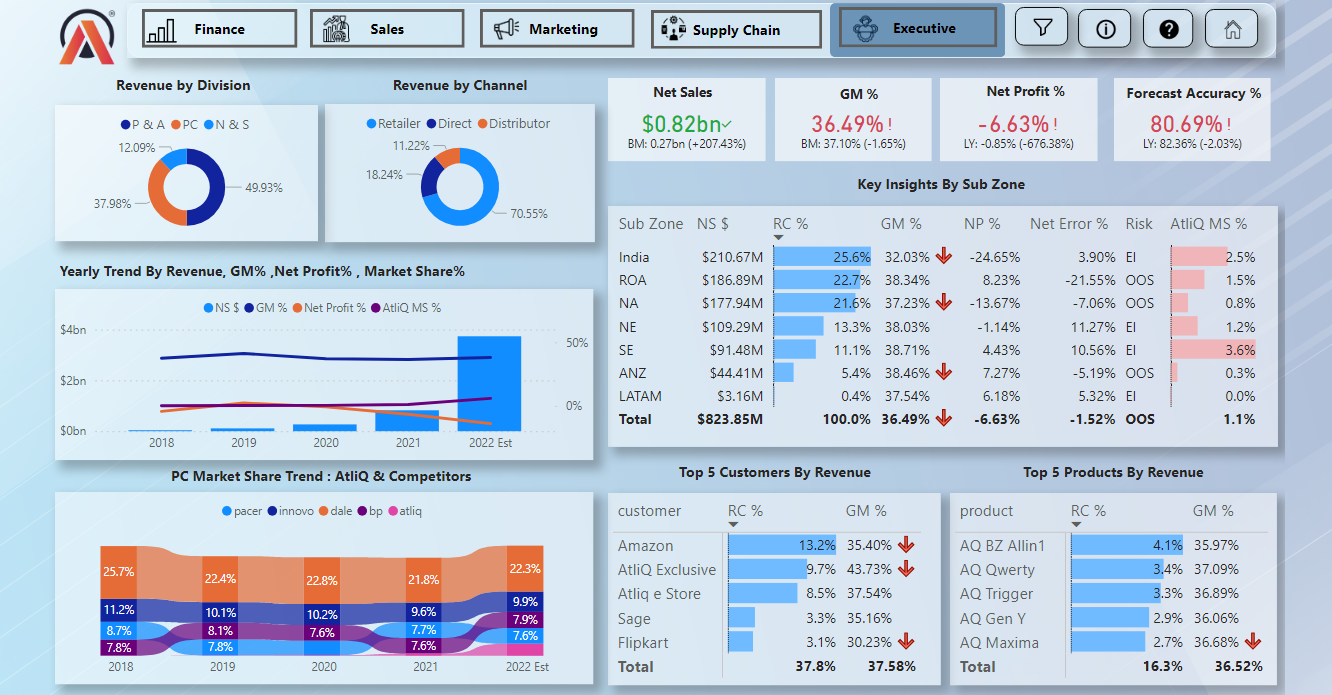 Finance
Sales
Marketing
Supply Chain
Executive
Revenue by Division
P & A PC N & S
12.09%
49.93%
37.98%
Revenue by Channel
Retailer Direct Distributor
11.22%
18.24%
70.55%
Net Sales
$0.82bn
BM: 0.27bn (+207.43%)
GM %
36.49% !
BM: 37.10% (-1.65%)
Net Profit %
-6.63% !
LY: -0.85% (-676.38%)
Forecast Accuracy %
80.69% !
LY: 82.36% (-2.03%)
Key Insights By Sub Zone
Sub Zone NS $ RC % GM % NP % Net Error % Risk AtliQ MS %
India $210.67M 25.6% 32.03% -24.65% 3.90% EI 2.5%
ROA $186.89M 22.7% 38.34% 8.23% -21.55% OOS 1.5%
NA $177.94M 21.6% 37.23% -13.67% -7.06% OOS 0.8%
NE $109.29M 13.3% 38.03% -1.14% 11.27% EI 1.2%
SE $91.48M 11.1% 38.71% 4.43% 10.56% EI 3.6%
ANZ $44.41M 5.4% 38.46% 7.27% -5.19% OOS 0.3%
LATAM $3.16M 0.4% 37.54% 6.18% 5.32% EI 0.0%
Total $823.85M 100.0% 36.49% -6.63% -1.52% OOS 1.1%
Yearly Trend By Revenue, GM% ,Net Profit% , Market Share%
NS $ GM % Net Profit % AtliQ MS %
$4bn
$2bn
$0bn
50%
0%
2018 2019 2020 2021 2022 Est
PC Market Share Trend : AtliQ & Competitors
pacer innovo dale bp atliq
25.7% 22.4% 22.8% 21.8% 22.3%
11.2% 10.1% 10.2% 9.6% 9.9%
8.7% 8.1% 7.6% 7.7% 7.9%
7.8% 7.8% 7.6% 7.6%
2018 2019 2020 2021 2022 Est
Top 5 Customers By Revenue
customer RC % GM %
Amazon 13.2% 35.40%
AtliQ Exclusive 9.7% 43.73%
Atliq e Store 8.5% 37.54%
Sage 3.3% 35.16%
Flipkart 3.1% 30.23%
Total 37.8% 37.58%
Top 5 Products By Revenue
product RC % GM %
AQ BZ Allin1 4.1% 35.97%
AQ Qwerty 3.4% 37.09%
AQ Trigger 3.3% 36.89%
AQ Gen Y 2.9% 36.06%
AQ Maxima 2.7% 36.68%
Total 16.3% 36.52%